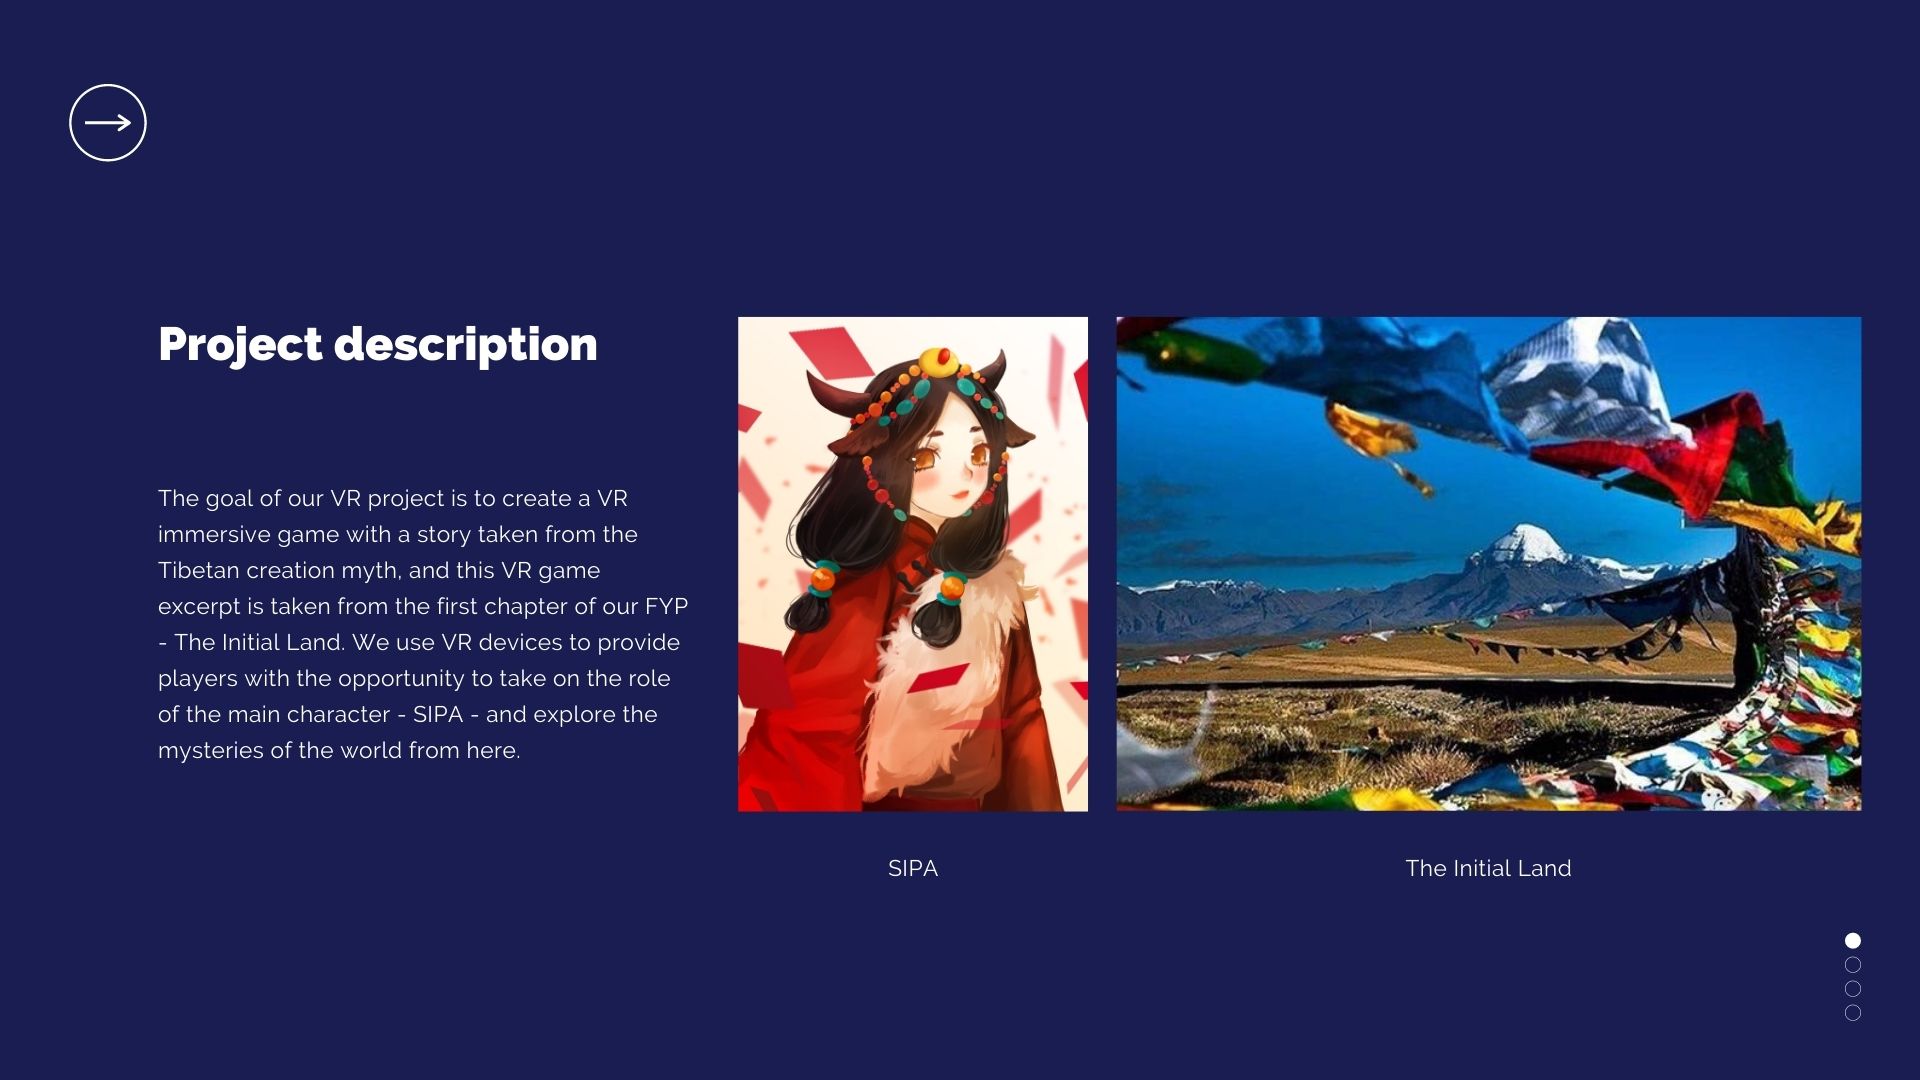 Project description
The goal of our VR project is to create a VR
immersive game with a story taken from the
Tibetan creation myth, and this VR game
excerpt is taken from the first chapter of our FYP
- The Initial Land. We use VR devices to provide
players with the opportunity to take on the role
of the main character - SIPA - and explore the
mysteries of the world from here.
SIPA
The Initial Land